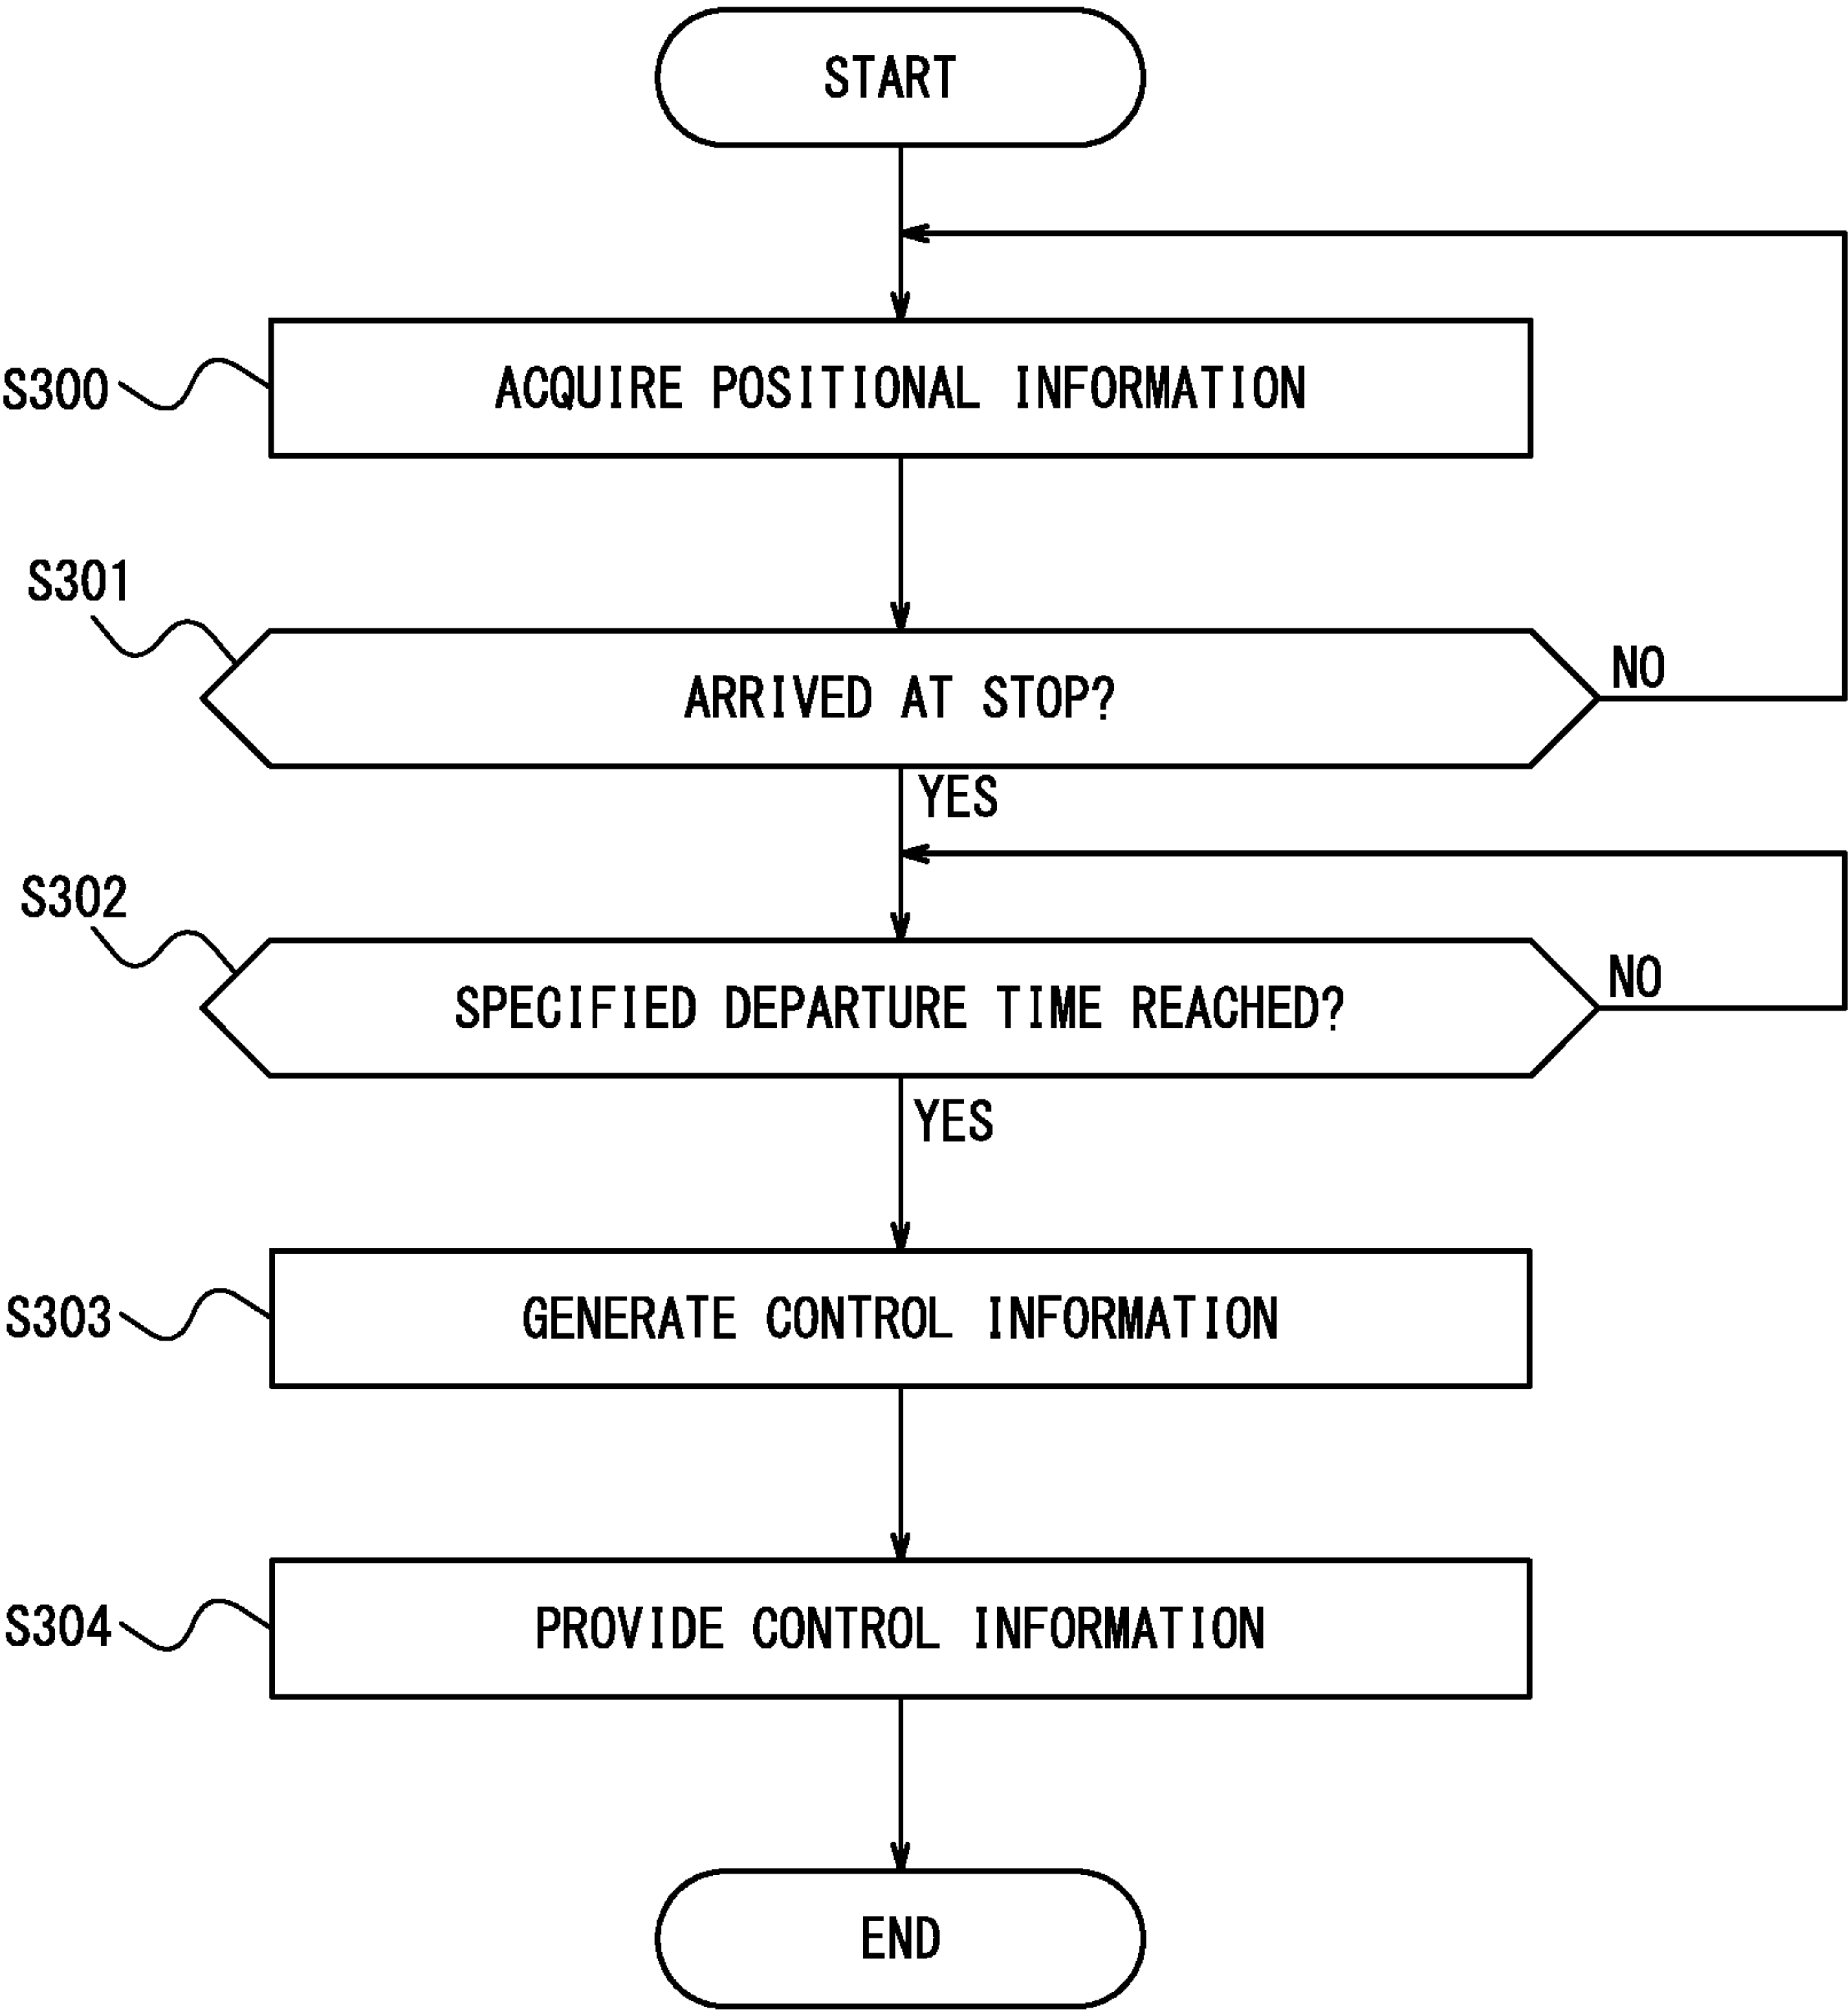 START
S300
ACQUIRE POSITIONAL INFORMATION
S301
ARRIVED AT STOP?
NO
YES
S302
SPECIFIED DEPARTURE TIME REACHED?
NO
YES
S303
GENERATE CONTROL INFORMATION
S304
PROVIDE CONTROL INFORMATION
END